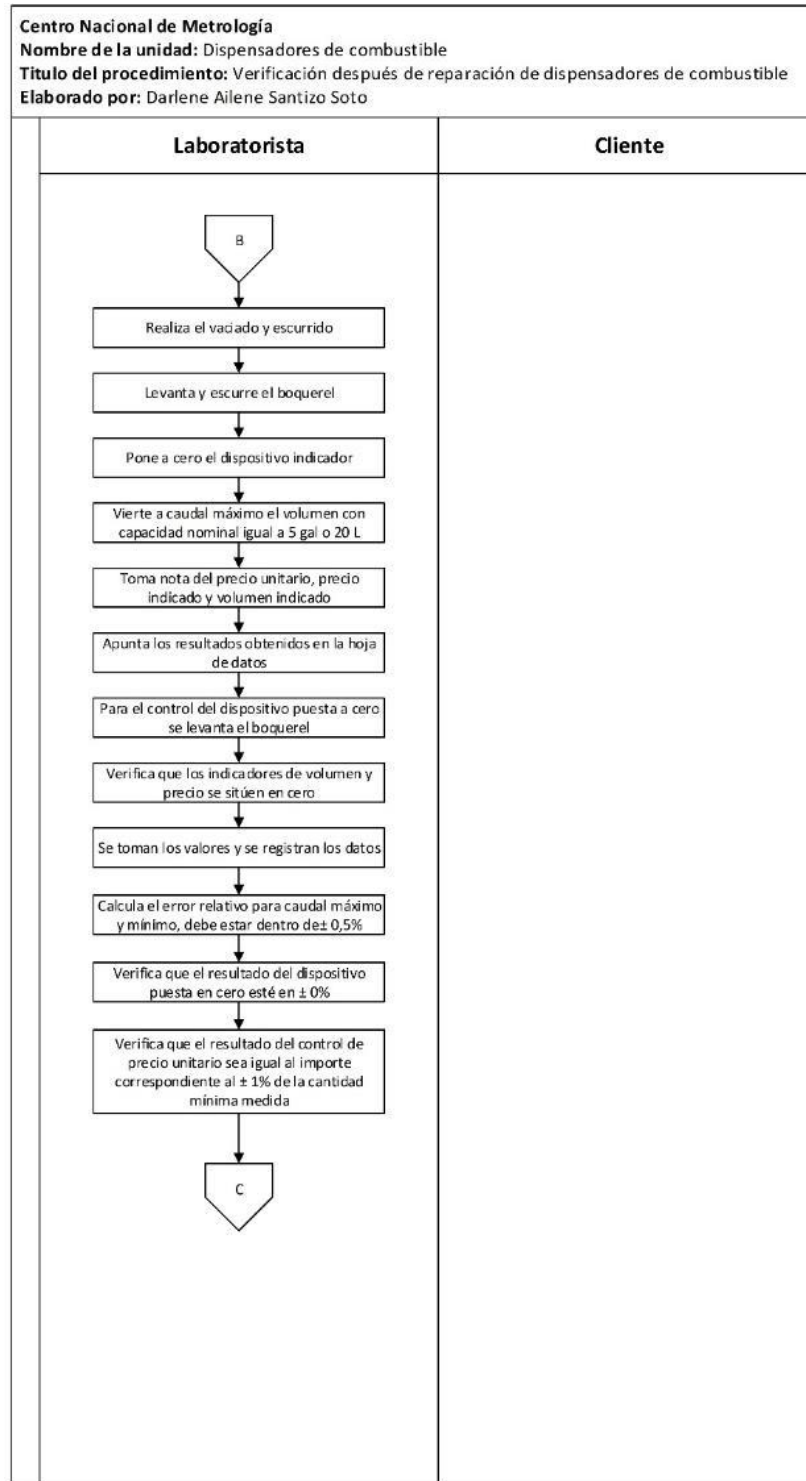 Centro Nacional de Metrología
Nombre de la unidad: Dispensadores de combustible
Titulo del procedimiento: Verificación después de reparación de dispensadores de combustible
Elaborado por: Darlene Ailene Santizo Soto
Laboratorista
Cliente
B
Realiza el vaciado y escurrido
Levanta y escurre el boquerel
Pone a cero el dispositivo indicador
Vierte a caudal máximo el volumen con
capacidad nominal igual a 5 gal o 20 L
Toma nota del precio unitario, precio
indicado y volumen indicado
Apunta los resultados obtenidos en la hoja
de datos
Para el control del dispositivo puesta a cero
se levanta el boquerel
Verifica que los indicadores de volumen y
precio se sitúen en cero
Se toman los valores y se registran los datos
Calcula el error relativo para caudal máximo
y mínimo, debe estar dentro de± 0,5%
Verifica que el resultado del dispositivo
puesta en cero esté en ± 0%
Verifica que el resultado del control de
precio unitario sea igual al importe
correspondiente al ± 1% de la cantidad
mínima medida
C